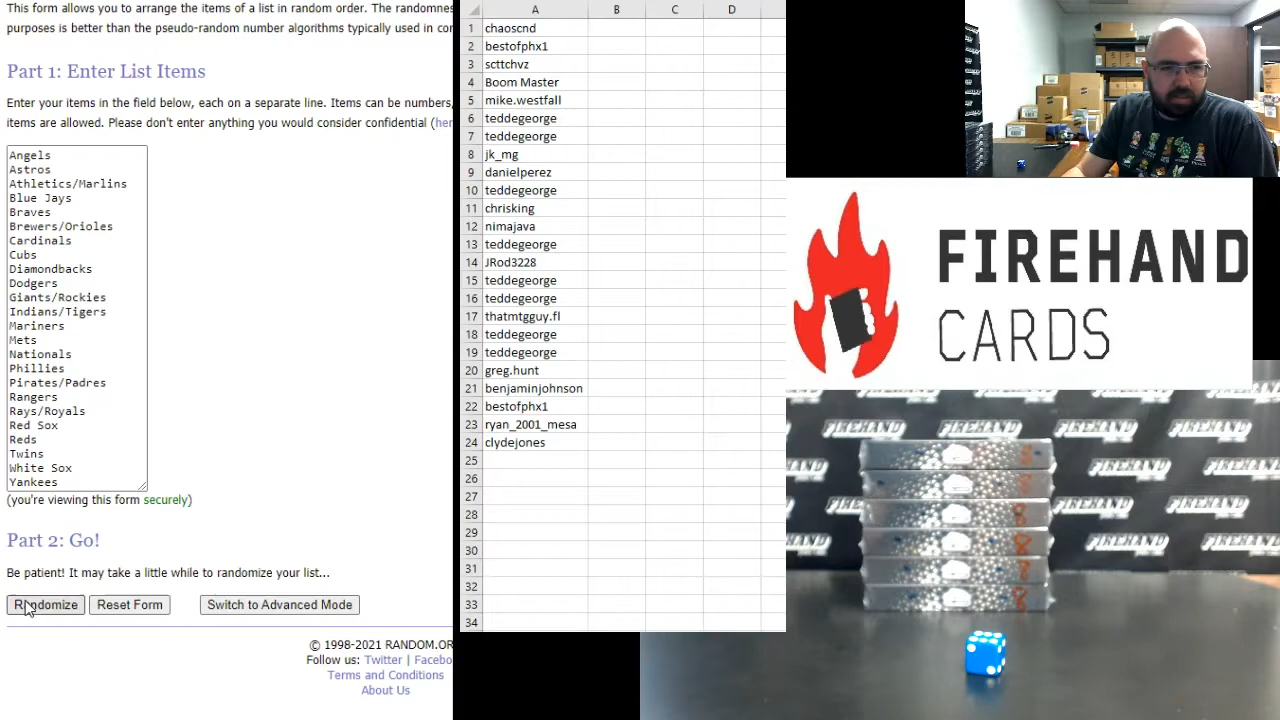 This form allows you to arrange the items of a list in random order. The randomnes
purposes is better than the pseudo-random number algorithms typically used in cor
Part 1: Enter List Items
Enter your items in the field below, each on a separate line. Items can be numbers,
items are allowed. Please don't enter anything you would consider confidential (her
Angels
Astros
Athletics/Marlins
Blue Jays
Braves
Brewers/Orioles
Cardinals
Cubs
Diamondbacks
Dodgers
Giants/Rockies
Indians/Tigers
Mariners
Mets
Nationals
Phillies
Pirates/Padres
Rangers
Rays/Royals
Red Sox
Reds
Twins
White Sox
Yankees
(you're viewing this form securely)
Part 2: Go!
Be patient! It may take a little while to randomize your list...
Randomize Reset Form Switch to Advanced Mode
© 1998-2021 RANDOM.OR
Follow us: Twitter | Facebo
Terms and Conditions
About Us
A B C D
1 chaoscnd
2 bestofphx1
3 scttchvz
4 Boom Master
5 mike.westfall
6 teddegeorge
7 teddegeorge
8 jk_mg
9 danielperez
10 teddegeorge
11 chrisking
12 nimajava
13 teddegeorge
14 JRod3228
15 teddegeorge
16 teddegeorge
17 thatmtgguy.fl
18 teddegeorge
19 teddegeorge
20 greg.hunt
21 benjaminjohnson
22 bestofphx1
23 ryan_2001_mesa
24 clydejones
25
26
27
28
29
30
31
32
33
34
FIREHAND
CARDS
FIREHAND
FIREHAND
FIREHAND